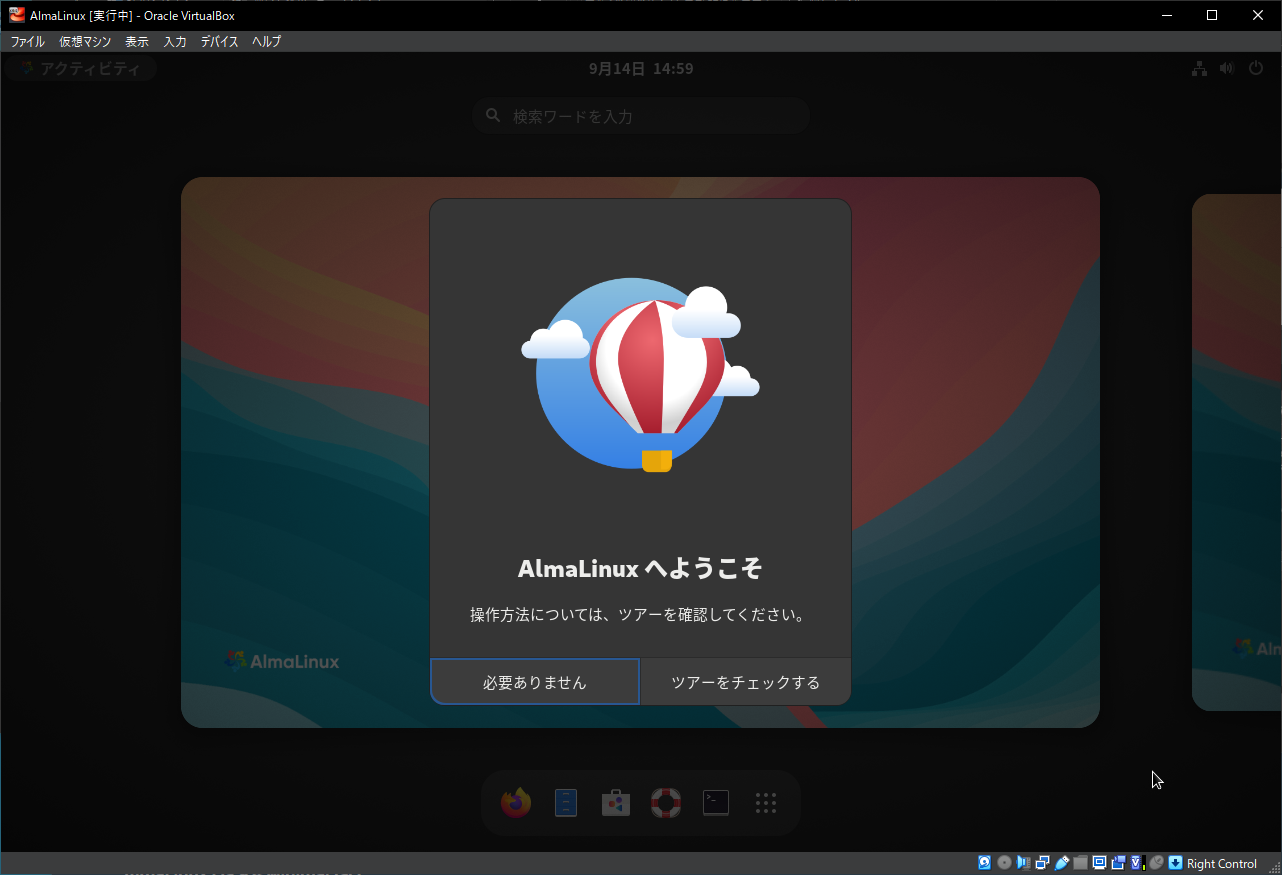 AlmaLinux [実行中] - Oracle VirtualBox
ファイル 仮想マシン 表示 入力 デバイス ヘルプ
アクティビティ 9月14日 14:59
検索ワードを入力
AlmaLinux へようこそ
操作方法については、ツアーを確認してください。
AlmaLinux
必要ありません ツアーをチェックする
Right Control